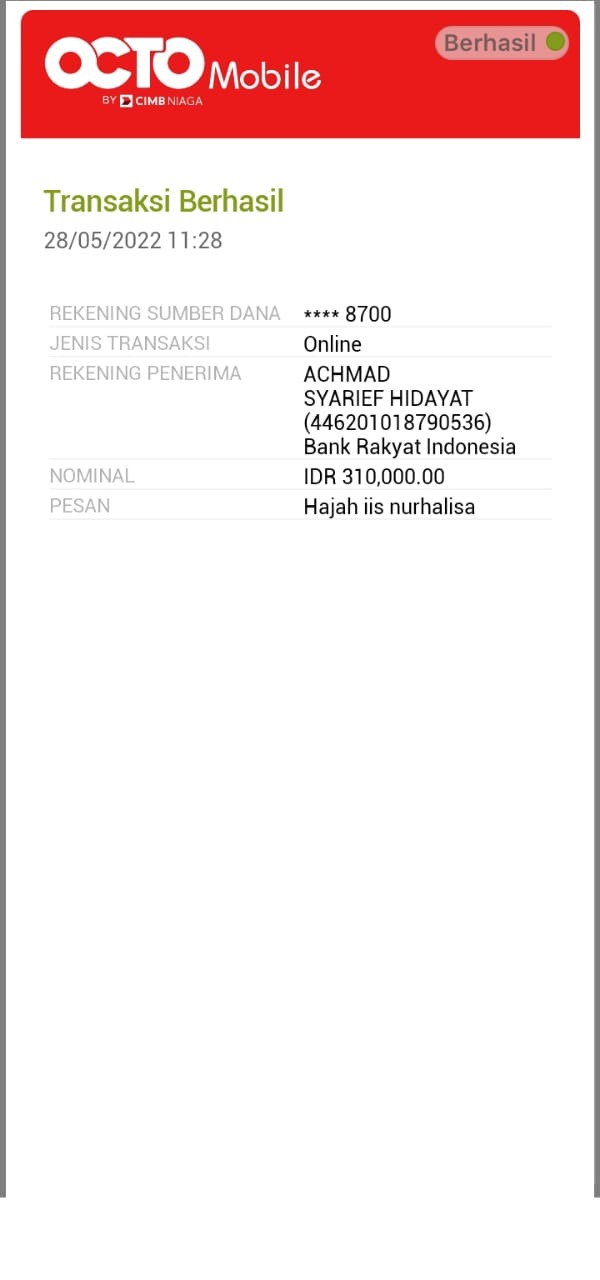 OCTO Mobile
BY CIMB NIAGA
Berhasil
Transaksi Berhasil
28/05/2022 11:28
REKENING SUMBER DANA **** 8700
JENIS TRANSAKSI Online
REKENING PENERIMA ACHMAD
SYARIEF HIDAYAT
(446201018790536)
Bank Rakyat Indonesia
NOMINAL IDR 310,000.00
PESAN Hajah iis nurhalisa